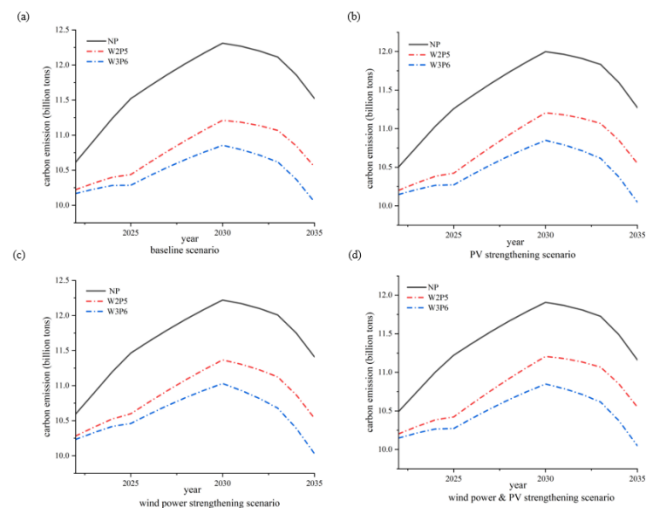 (a)
12.5
12.0
11.5
11.0
10.5
10.0
carbon emission (billion tons)
NP
W2P5
W3P6
2025
2030
2035
year
baseline scenario
(b)
12.0
11.5
11.0
10.5
10.0
carbon emission (billion tons)
NP
W2P5
W3P6
2025
2030
2035
year
PV strengthening scenario
(c)
12.5
12.0
11.5
11.0
10.5
10.0
carbon emission (billion tons)
NP
W2P5
W3P6
2025
2030
2035
year
wind power strengthening scenario
(d)
12.0
11.5
11.0
10.5
10.0
carbon emission (billion tons)
NP
W2P5
W3P6
2025
2030
2035
year
wind power & PV strengthening scenario